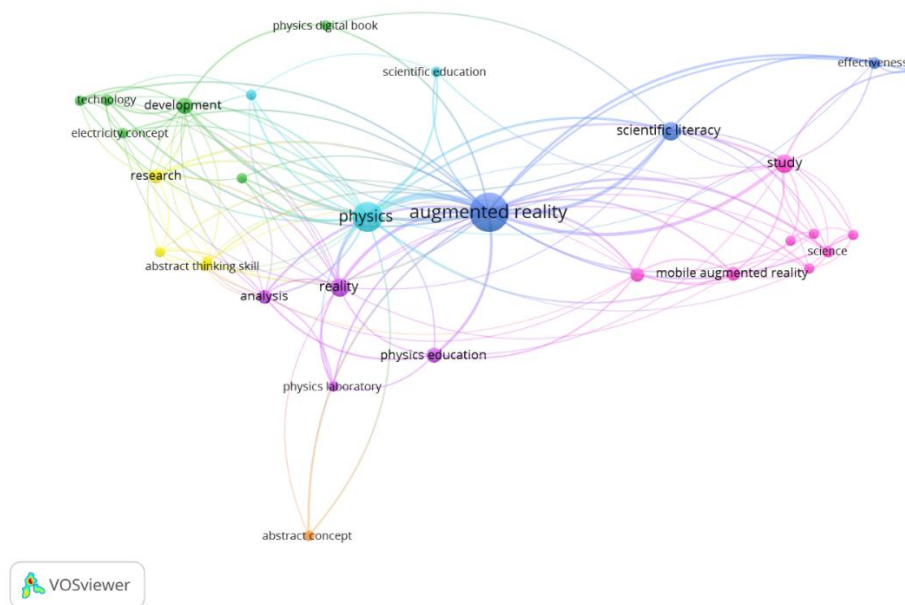 physics digital book
effectiveness
scientific education
technology
development
electricity concept
scientific literacy
study
research
physics
augmented reality
science
abstract thinking skill
mobile augmented reality
analysis
reality
physics education
physics laboratory
abstract concept
VOSviewer